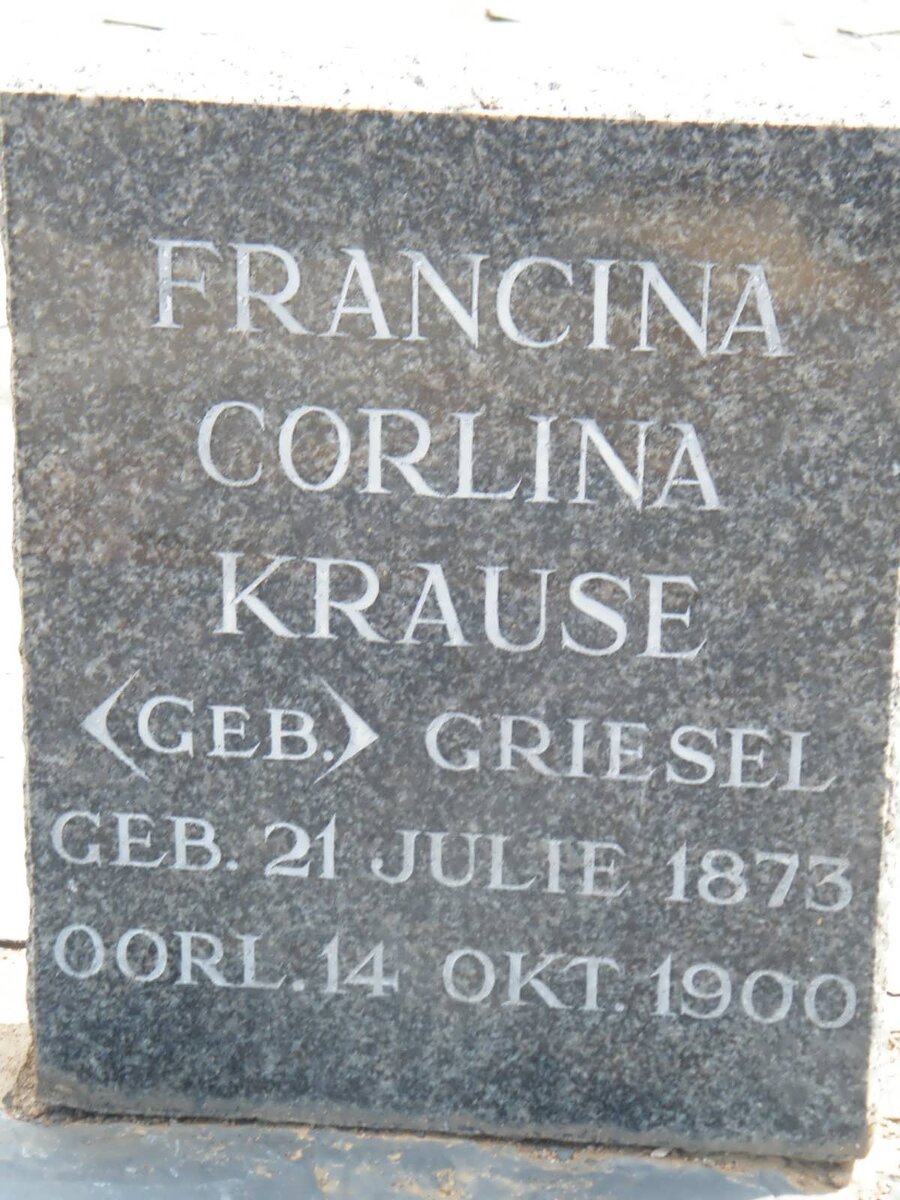 FRANCINA
CORLINA
KRAUSE
(GEB.) GRIESEL
GEB. 21 JULIE 1873
OORL. 14 OKT. 1900